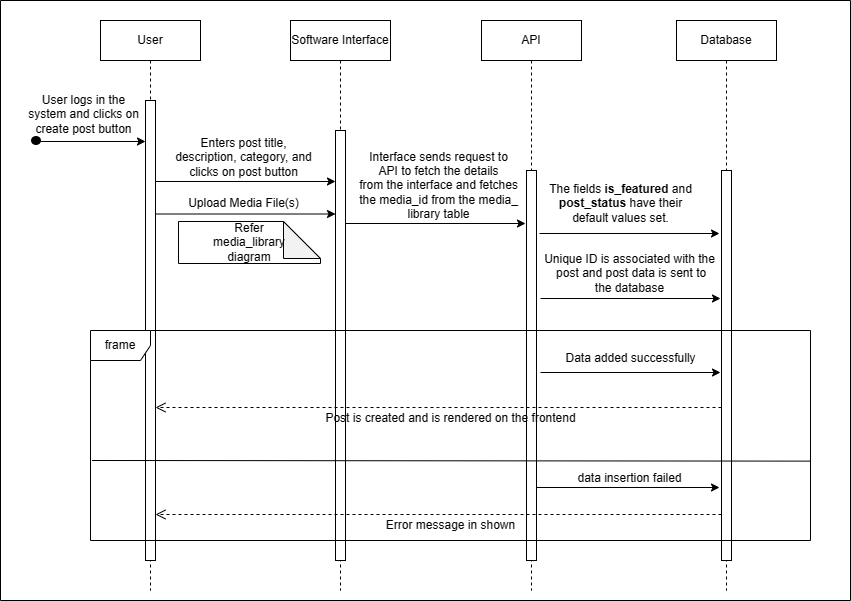 User
Software Interface
API
Database
User logs in the
system and clicks on
create post button
Enters post title,
description, category, and
clicks on post button
Upload Media File(s)
Refer
media_library
diagram
Interface sends request to
API to fetch the details
from the interface and fetches
the media_id from the media_
library table
The fields is_featured and
post_status have their
default values set.
Unique ID is associated with the
post and post data is sent to
the database
frame
Data added successfully
Post is created and is rendered on the frontend
data insertion failed
Error message in shown